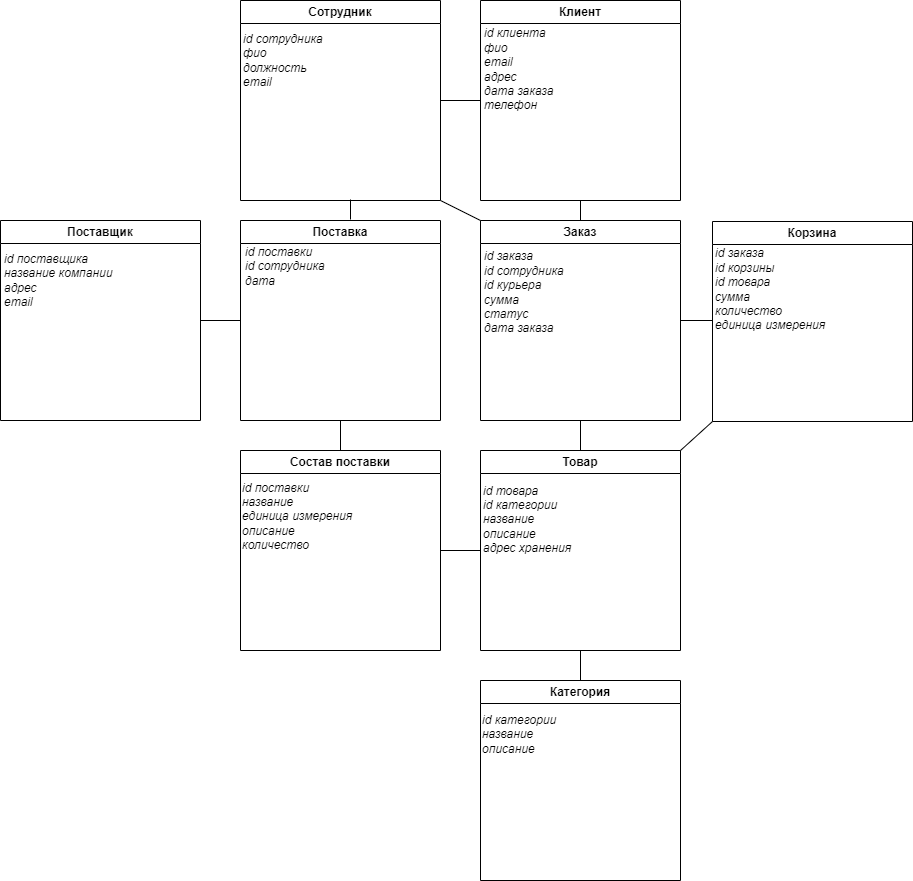 Сотрудник
id сотрудника
фио
должность
email
Клиент
id клиента
фио
email
адрес
дата заказа
телефон
Поставщик
id поставщика
название компании
адрес
email
Поставка
id поставки
id сотрудника
дата
Заказ
id заказа
id сотрудника
id курьера
сумма
статус
дата заказа
Корзина
id заказа
id корзины
id товара
сумма
количество
единица измерения
Состав поставки
id поставки
название
единица измерения
описание
количество
Товар
id товара
id категории
название
описание
адрес хранения
Категория
id категории
название
описание